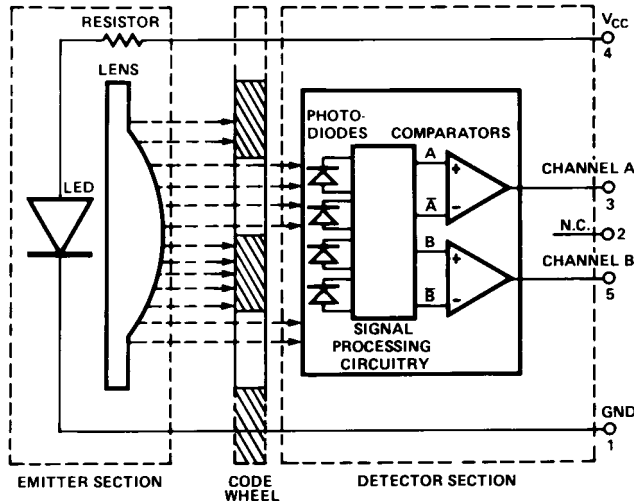 RESISTOR
VCC
4
LENS
PHOTO-
DIODES
COMPARATORS
A
+
CHANNEL A
3
LED
A̅
−
N.C.
2
B
+
CHANNEL B
5
B̅
−
SIGNAL
PROCESSING
CIRCUITRY
GND
1
EMITTER SECTION
CODE
WHEEL
DETECTOR SECTION